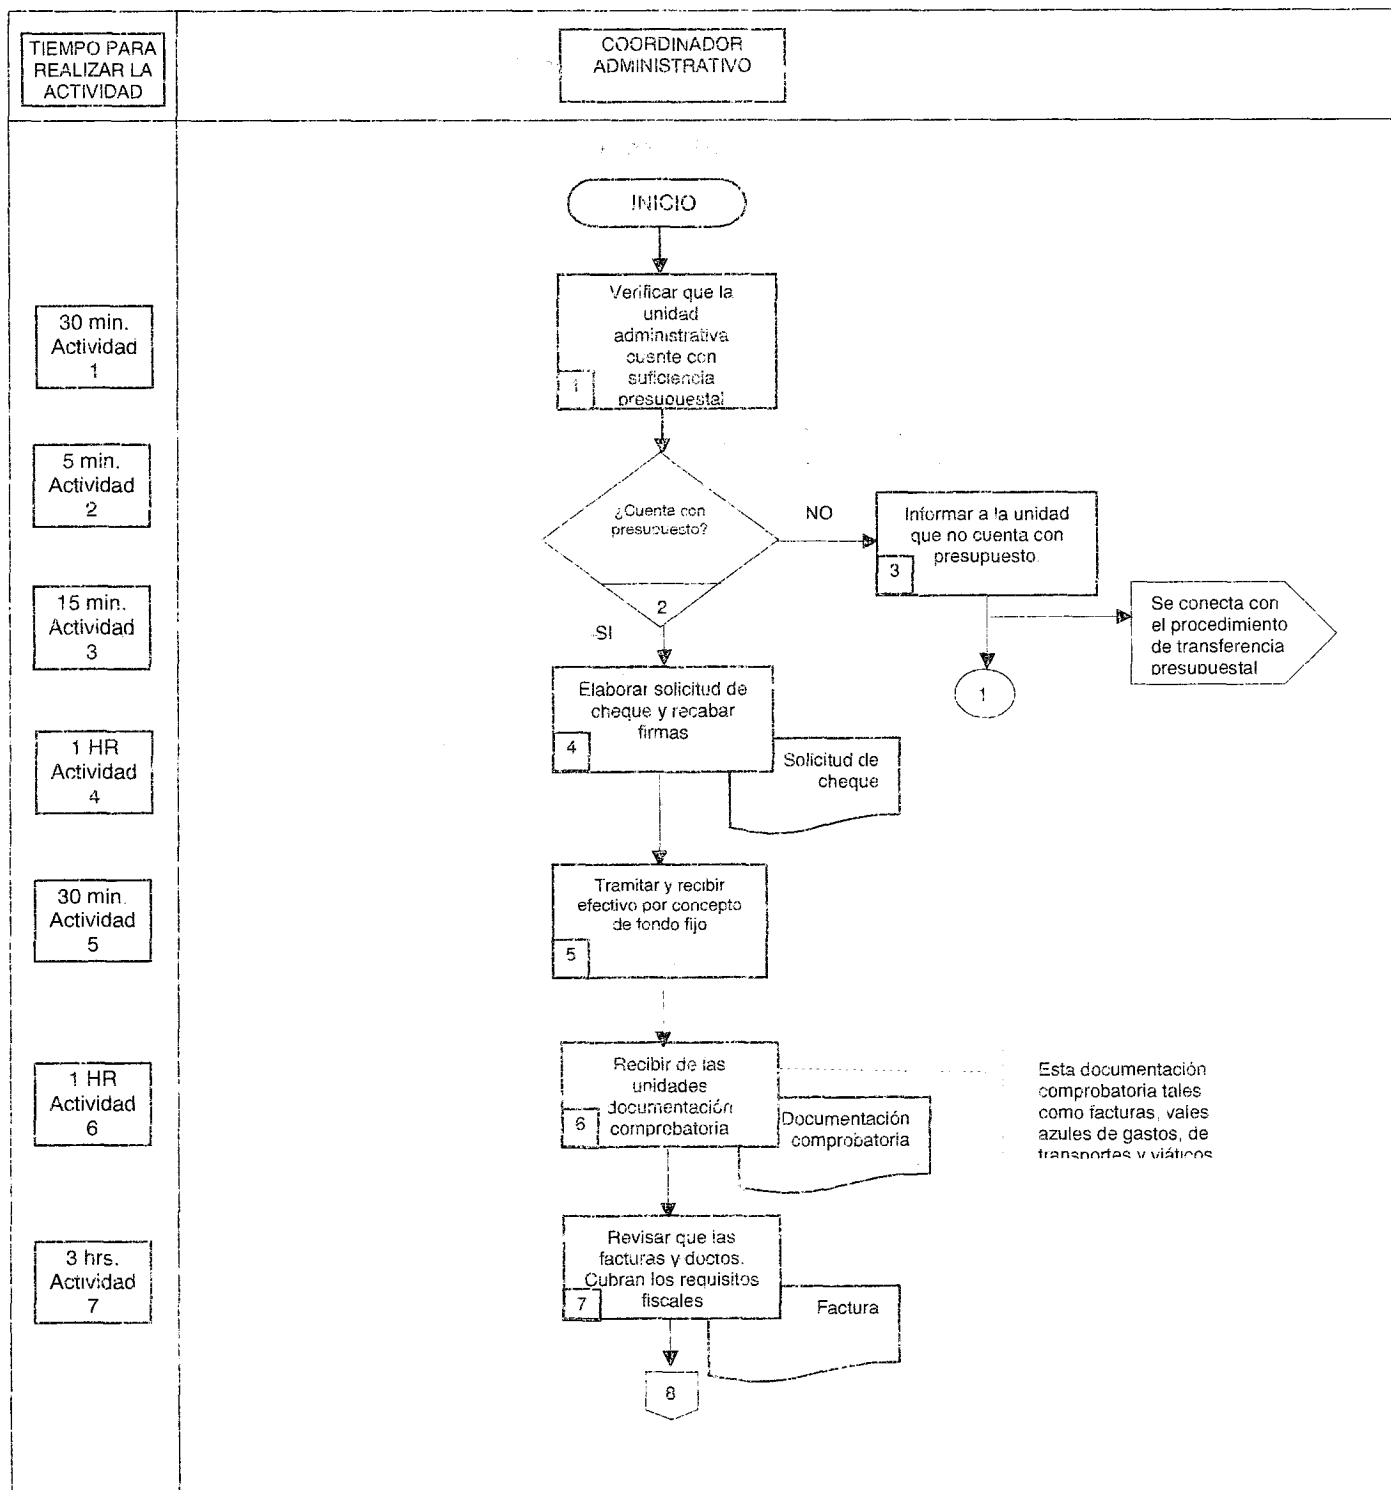 TIEMPO PARA
REALIZAR LA
ACTIVIDAD
COORDINADOR
ADMINISTRATIVO
INICIO
30 min.
Actividad
1
Verificar que la
unidad
administrativa
cuente con
suficiencia
presupuestal
1
5 min.
Actividad
2
¿Cuenta con
presupuesto?
2
NO
SI
Informar a la unidad
que no cuenta con
presupuesto.
3
15 min.
Actividad
3
Se conecta con
el procedimiento
de transferencia
presupuestal
1
1 HR
Actividad
4
Elaborar solicitud de
cheque y recabar
firmas
4
Solicitud de
cheque
30 min.
Actividad
5
Tramitar y recibir
efectivo por concepto
de fondo fijo
5
1 HR
Actividad
6
Recibir de las
unidades
documentación
comprobatoria
6
Documentación
comprobatoria
Esta documentación
comprobatoria tales
como facturas, vales
azules de gastos, de
transportes y viáticos
3 hrs.
Actividad
7
Revisar que las
facturas y doctos.
Cubran los requisitos
fiscales
7
Factura
8